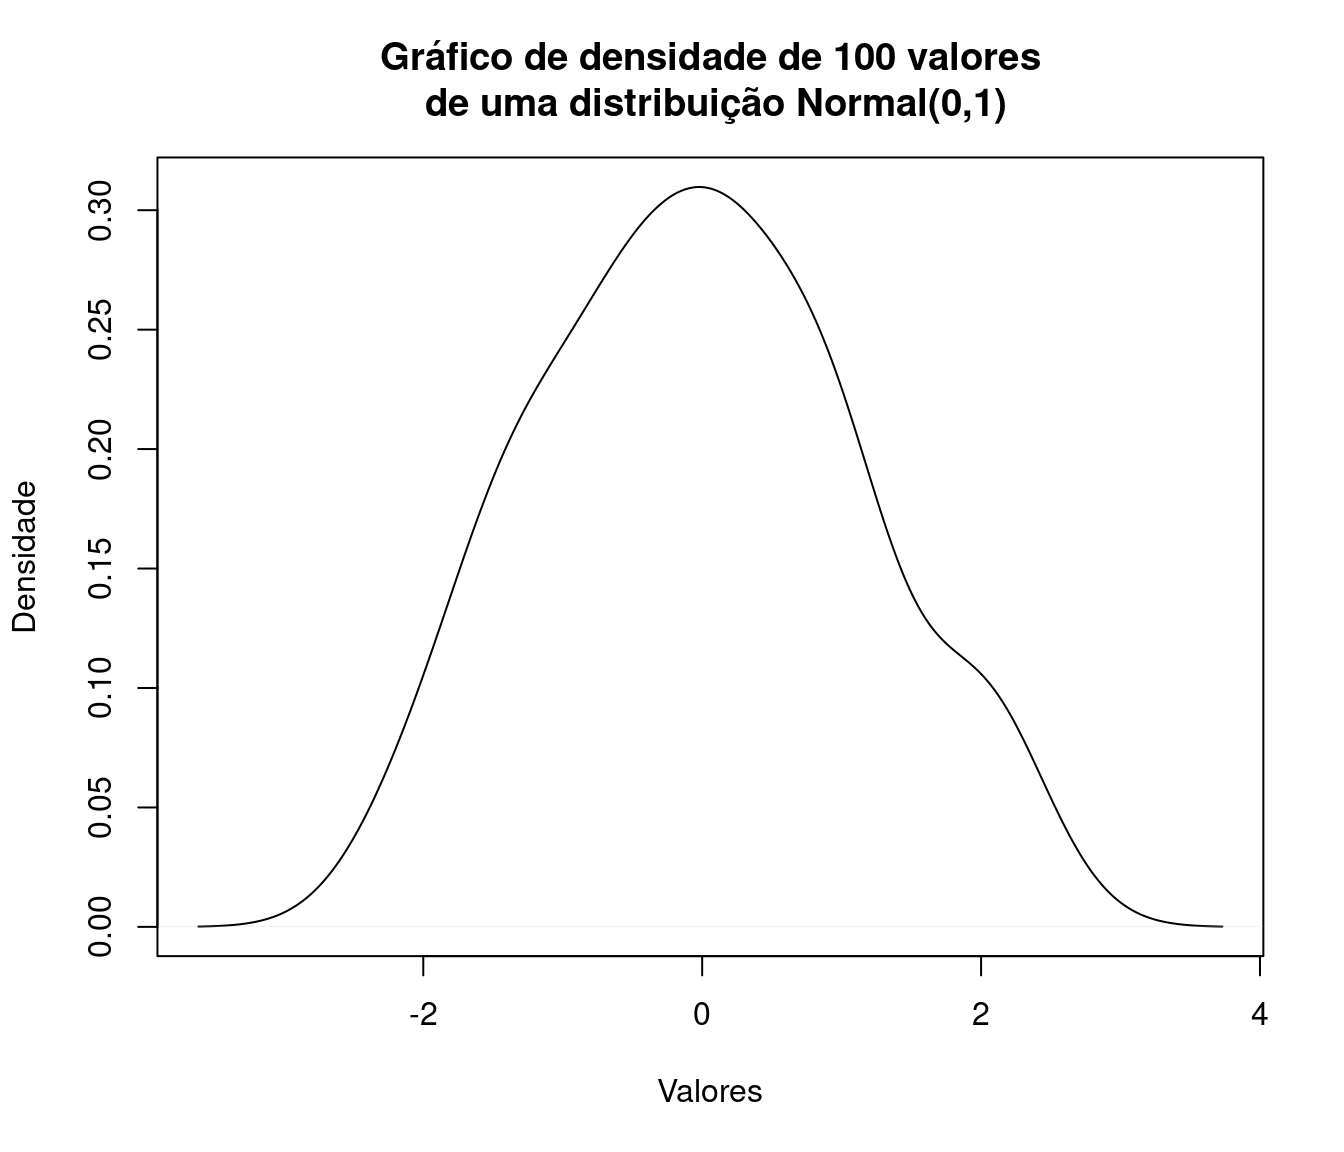 Gráfico de densidade de 100 valores
de uma distribuição Normal(0,1)
Densidade
0.30
0.25
0.20
0.15
0.10
0.05
0.00
-2
0
2
4
Valores